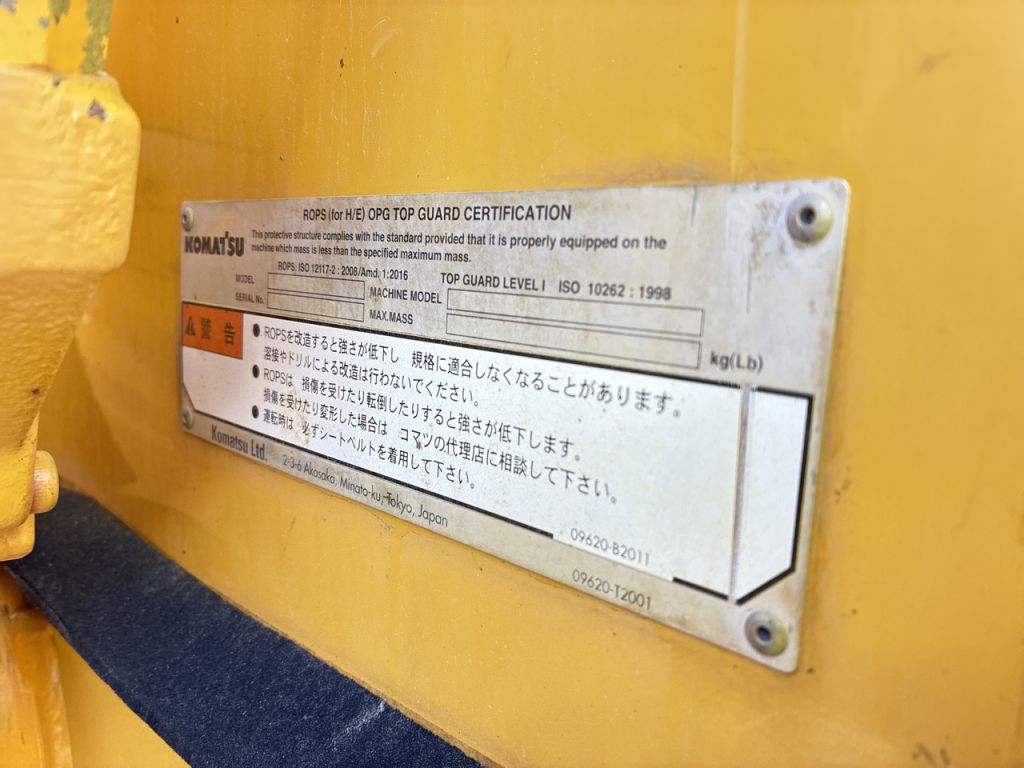 ROPS (for H/E) OPG TOP GUARD CERTIFICATION
KOMATSU
This protective structure complies with the standard provided that it is properly equipped on the
machine which mass is less than the specified maximum mass.
ROPS: ISO 12117-2 : 2008/Amd. 1:2016
TOP GUARD LEVEL I ISO 10262 : 1998
MODEL
MACHINE MODEL
SERIAL No.
MAX.MASS
kg(Lb)
警告
● ROPSを改造すると強さが低下し 規格に適合しなくなることがあります。
溶接やドリルによる改造は行わないでください。
● ROPSは 損傷を受けたり転倒したりすると強さが低下します。
損傷を受けたり変形した場合は コマツの代理店に相談して下さい。
● 運転時は 必ずシートベルトを着用して下さい。
09620-B2011
Komatsu Ltd. 2-3-6 Akasaka, Minato-ku, Tokyo, Japan
09620-T2001